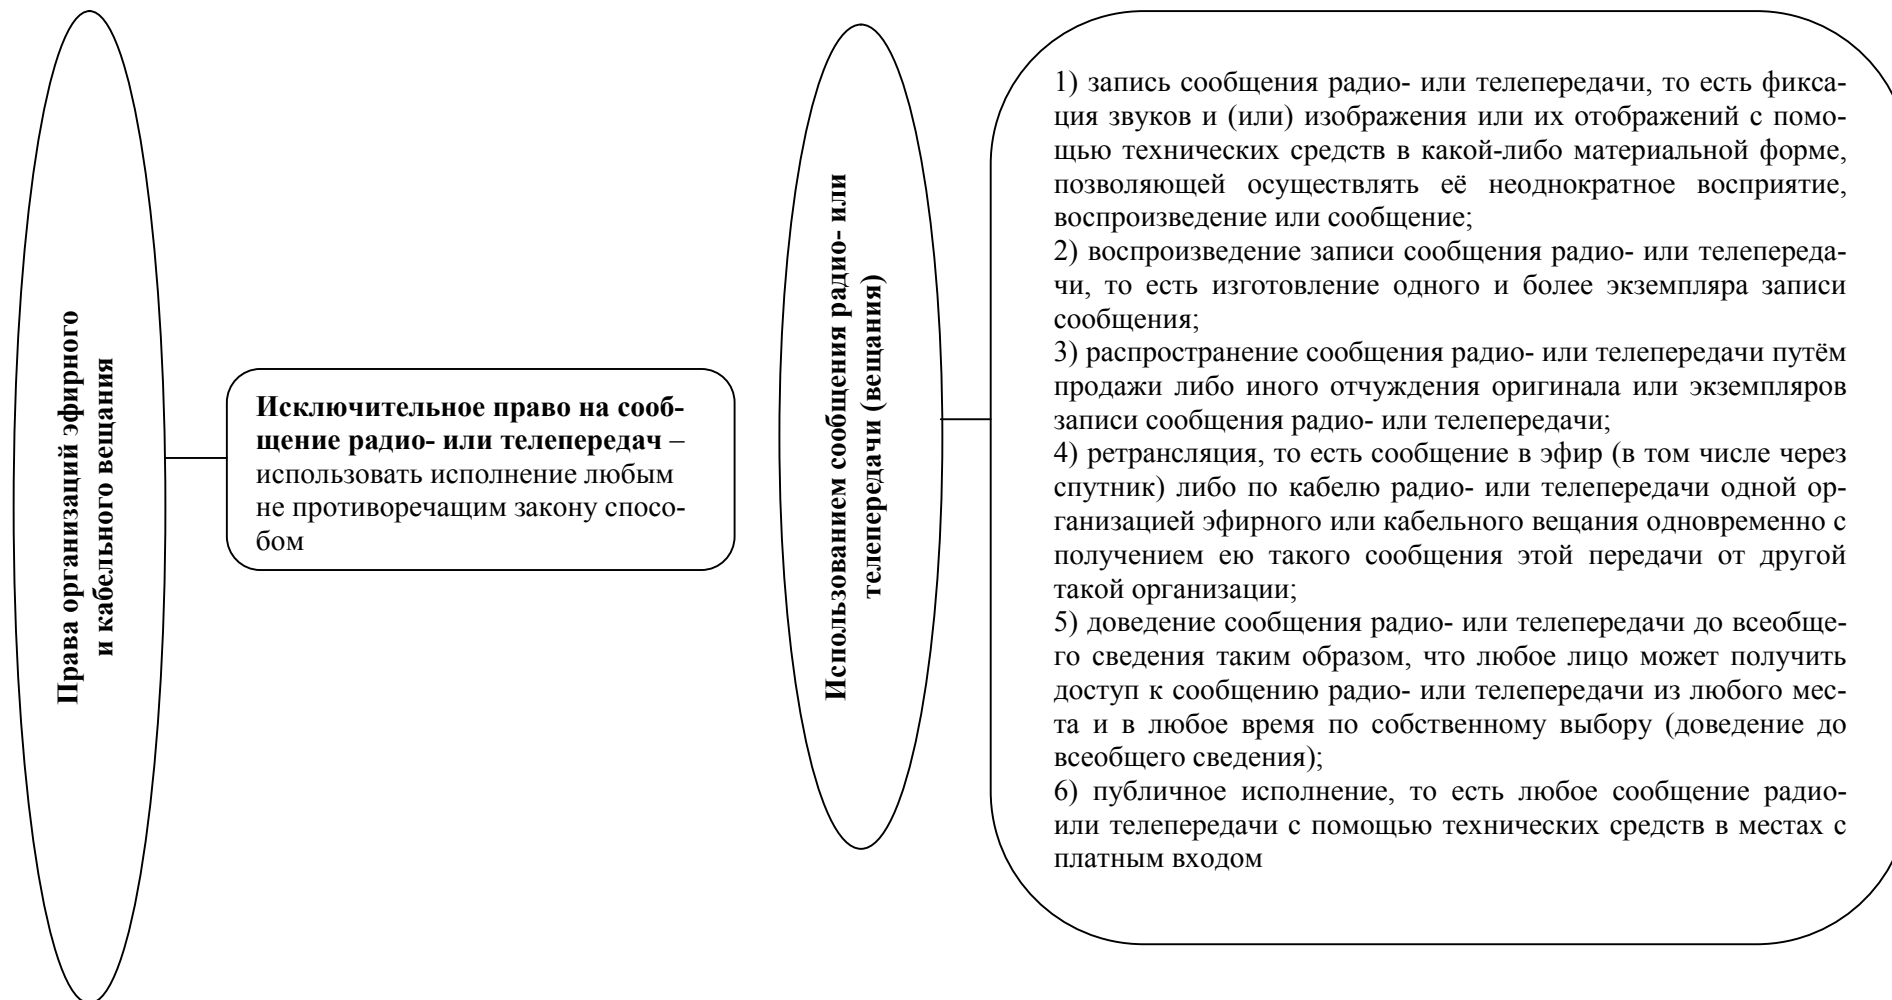 Права организаций эфирного
и кабельного вещания
Исключительное право на сооб-
щение радио- или телепередач –
использовать исполнение любым
не противоречащим закону спосо-
бом
Использованием сообщения радио- или
телепередачи (вещания)
1) запись сообщения радио- или телепередачи, то есть фикса-
ция звуков и (или) изображения или их отображений с помо-
щью технических средств в какой-либо материальной форме,
позволяющей осуществлять её неоднократное восприятие,
воспроизведение или сообщение;
2) воспроизведение записи сообщения радио- или телепереда-
чи, то есть изготовление одного и более экземпляра записи
сообщения;
3) распространение сообщения радио- или телепередачи путём
продажи либо иного отчуждения оригинала или экземпляров
записи сообщения радио- или телепередачи;
4) ретрансляция, то есть сообщение в эфир (в том числе через
спутник) либо по кабелю радио- или телепередачи одной ор-
ганизацией эфирного или кабельного вещания одновременно с
получением ею такого сообщения этой передачи от другой
такой организации;
5) доведение сообщения радио- или телепередачи до всеобще-
го сведения таким образом, что любое лицо может получить
доступ к сообщению радио- или телепередачи из любого мес-
та и в любое время по собственному выбору (доведение до
всеобщего сведения);
6) публичное исполнение, то есть любое сообщение радио-
или телепередачи с помощью технических средств в местах с
платным входом